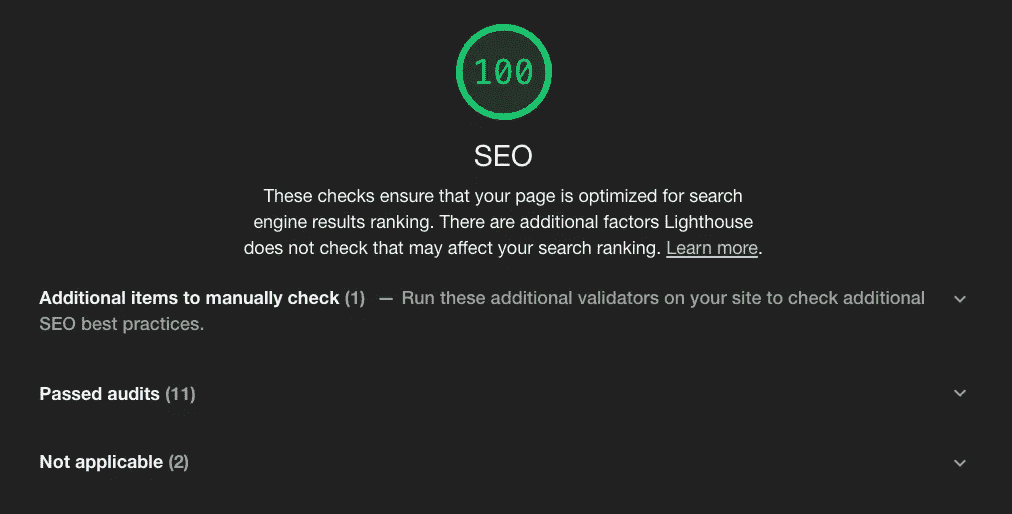 100
SEO
These checks ensure that your page is optimized for search
engine results ranking. There are additional factors Lighthouse
does not check that may affect your search ranking. Learn more.
Additional items to manually check (1) — Run these additional validators on your site to check additional
SEO best practices.
Passed audits (11)
Not applicable (2)